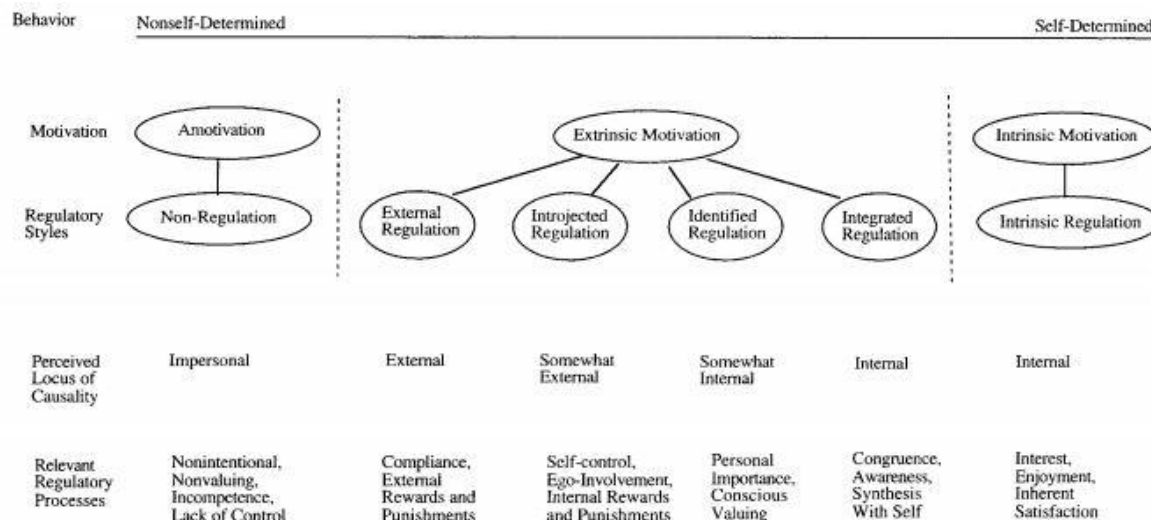 Behavior
Nonself-Determined
Self-Determined
Motivation
Amotivation
Extrinsic Motivation
Intrinsic Motivation
Regulatory
Styles
Non-Regulation
External
Regulation
Introjected
Regulation
Identified
Regulation
Integrated
Regulation
Intrinsic Regulation
Perceived
Locus of
Causality
Impersonal
External
Somewhat
External
Somewhat
Internal
Internal
Internal
Relevant
Regulatory
Processes
Nonintentional,
Nonvaluing,
Incompetence,
Lack of Control
Compliance,
External
Rewards and
Punishments
Self-control,
Ego-Involvement,
Internal Rewards
and Punishments
Personal
Importance,
Conscious
Valuing
Congruence,
Awareness,
Synthesis
With Self
Interest,
Enjoyment,
Inherent
Satisfaction